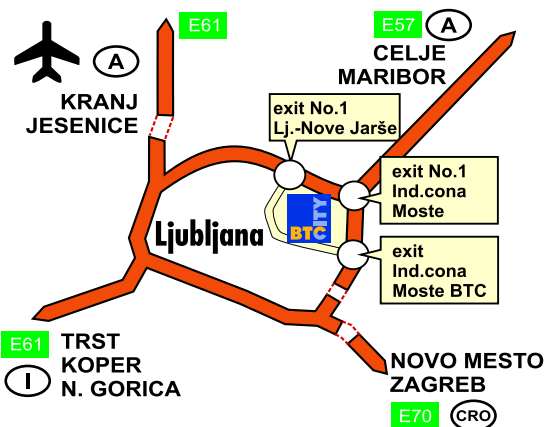 E61
E57
A
A
CELJE
MARIBOR
KRANJ
JESENICE
exit No.1
Lj.-Nove Jarše
exit No.1
Ind.cona
Moste
Ljubljana
BTC
CITY
exit
Ind.cona
Moste BTC
E61
I
TRST
KOPER
N. GORICA
NOVO MESTO
ZAGREB
E70
CRO